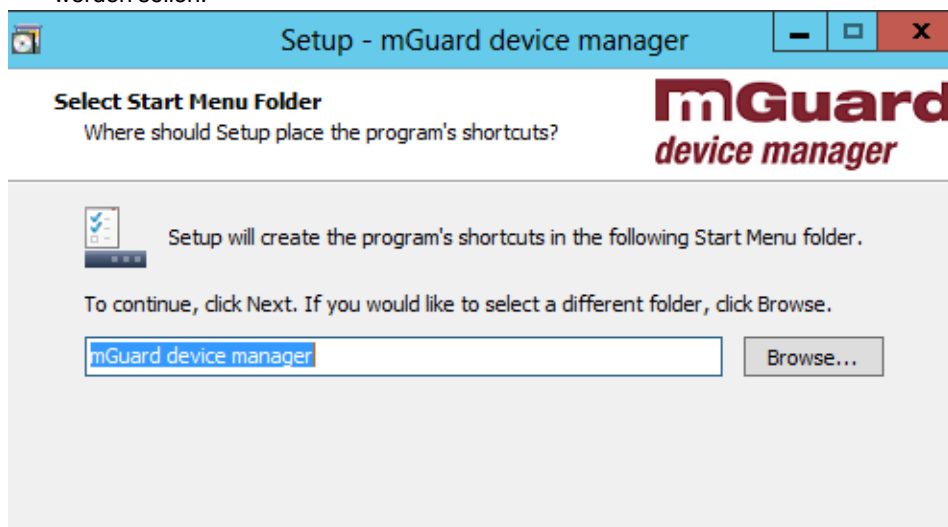 werden sollen.
Setup - mGuard device manager
Select Start Menu Folder
Where should Setup place the program's shortcuts?
mGuard
device manager
Setup will create the program's shortcuts in the following Start Menu folder.
To continue, click Next. If you would like to select a different folder, click Browse.
mGuard device manager
Browse...